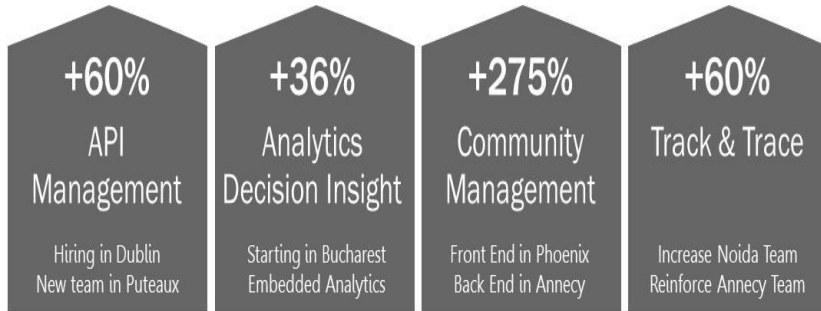 +60%
API
Management
Hiring in Dublin
New team in Puteaux
+36%
Analytics
Decision Insight
Starting in Bucharest
Embedded Analytics
+275%
Community
Management
Front End in Phoenix
Back End in Annecy
+60%
Track & Trace
Increase Noida Team
Reinforce Annecy Team